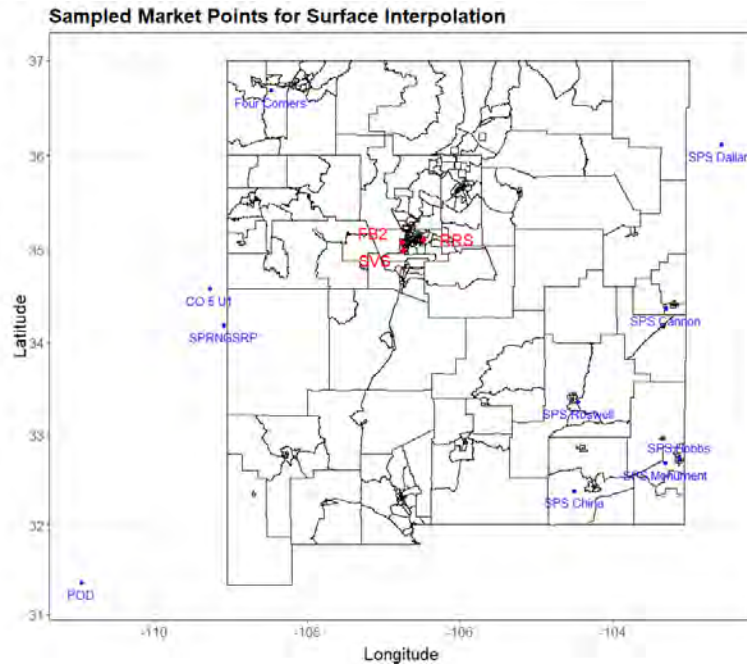 Sampled Market Points for Surface Interpolation
37
Four Corners
36
SPS Dallam
FB2
RRS
35
SVS
CO 5 U1
SPS Cannon
SPRNGSRP
34
SPS Roswell
33
SPS Hobbs
SPS Monument
SPS China
32
POD
31
-110
-108
-106
-104
Latitude
Longitude